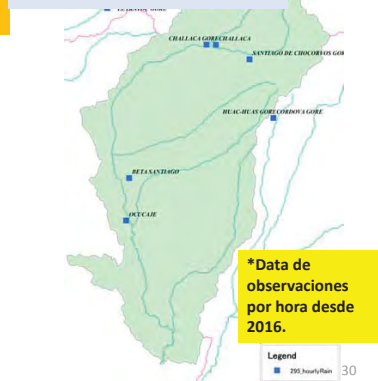 CHALLACA GORE CHALLACA
SANTIAGO DE CHOCORVOS GOR
HUAC-HUAS GORE CORDOVA GORE
BETA SANTIAGO
OCUCAJE
*Data de
observaciones
por hora desde
2016.
Legend
295_hourlyRain
30